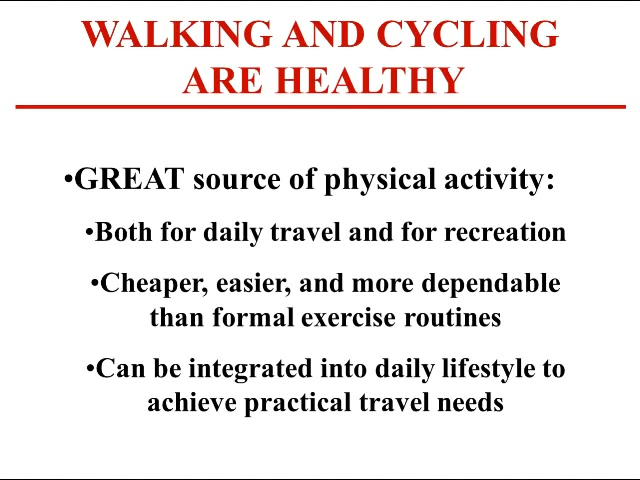 WALKING AND CYCLING
ARE HEALTHY
•GREAT source of physical activity:
•Both for daily travel and for recreation
•Cheaper, easier, and more dependable
than formal exercise routines
•Can be integrated into daily lifestyle to
achieve practical travel needs